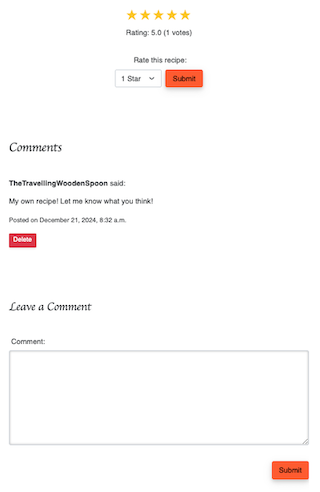 Rating: 5.0 (1 votes)
Rate this recipe:
1 Star
Submit
Comments
TheTravellingWoodenSpoon said:
My own recipe! Let me know what you think!
Posted on December 21, 2024, 8:32 a.m.
Delete
Leave a Comment
Comment:
Submit